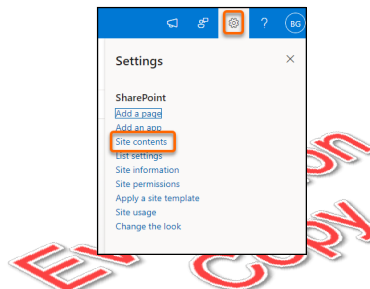 ?
BG
Settings
SharePoint
Add a page
Add an app
Site contents
List settings
Site information
Site permissions
Apply a site template
Site usage
Change the look
Copy